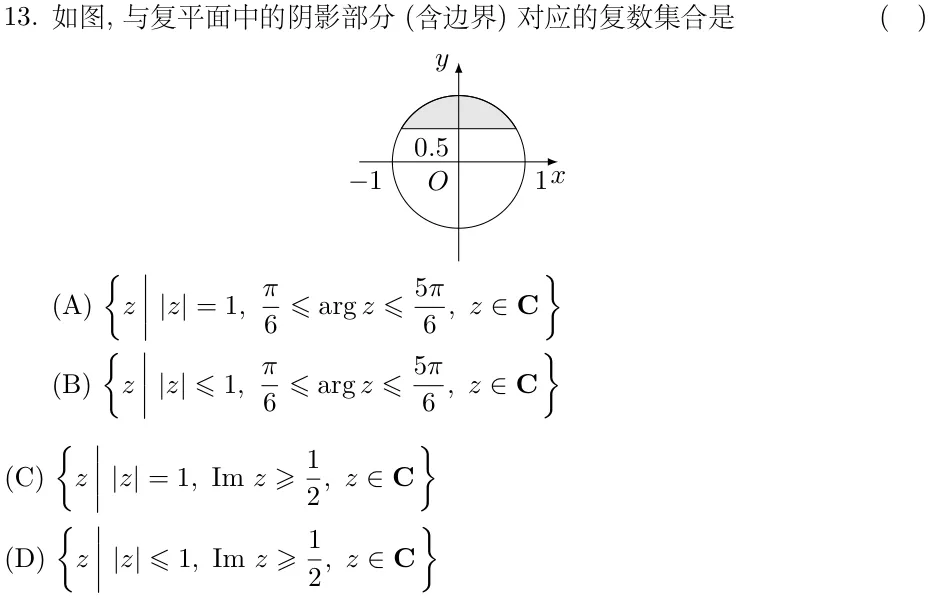 13. 如图, 与复平面中的阴影部分 (含边界) 对应的复数集合是 ( )
y
0.5
−1 O 1 x
(A) { z | |z| = 1, π/6 ⩽ arg z ⩽ 5π/6, z ∈ C }
(B) { z | |z| ⩽ 1, π/6 ⩽ arg z ⩽ 5π/6, z ∈ C }
(C) { z | |z| = 1, Im z ⩾ 1/2, z ∈ C }
(D) { z | |z| ⩽ 1, Im z ⩾ 1/2, z ∈ C }